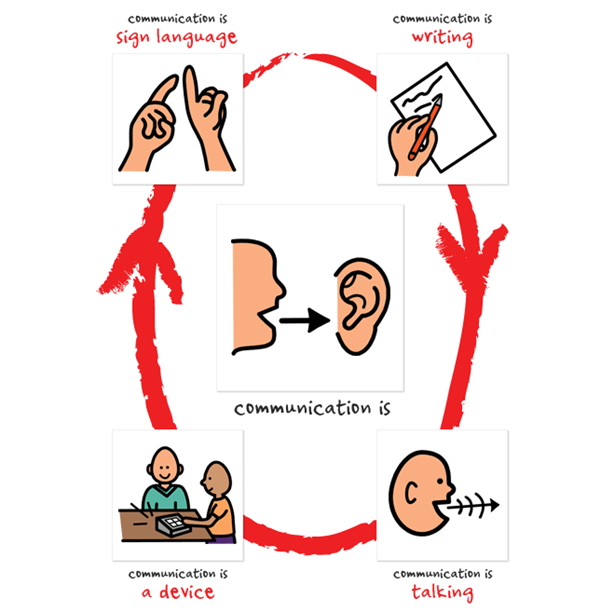 communication is
sign language
communication is
writing
communication is
communication is
a device
communication is
talking